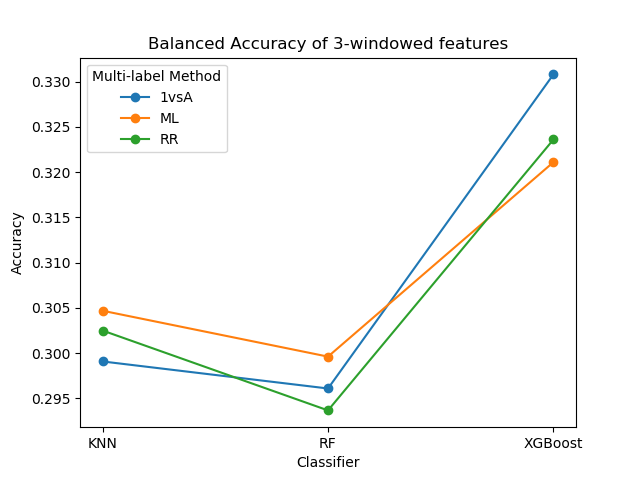 Balanced Accuracy of 3-windowed features
Multi-label Method
1vsA
ML
RR
0.330
0.325
0.320
0.315
0.310
0.305
0.300
0.295
Accuracy
KNN
RF
XGBoost
Classifier